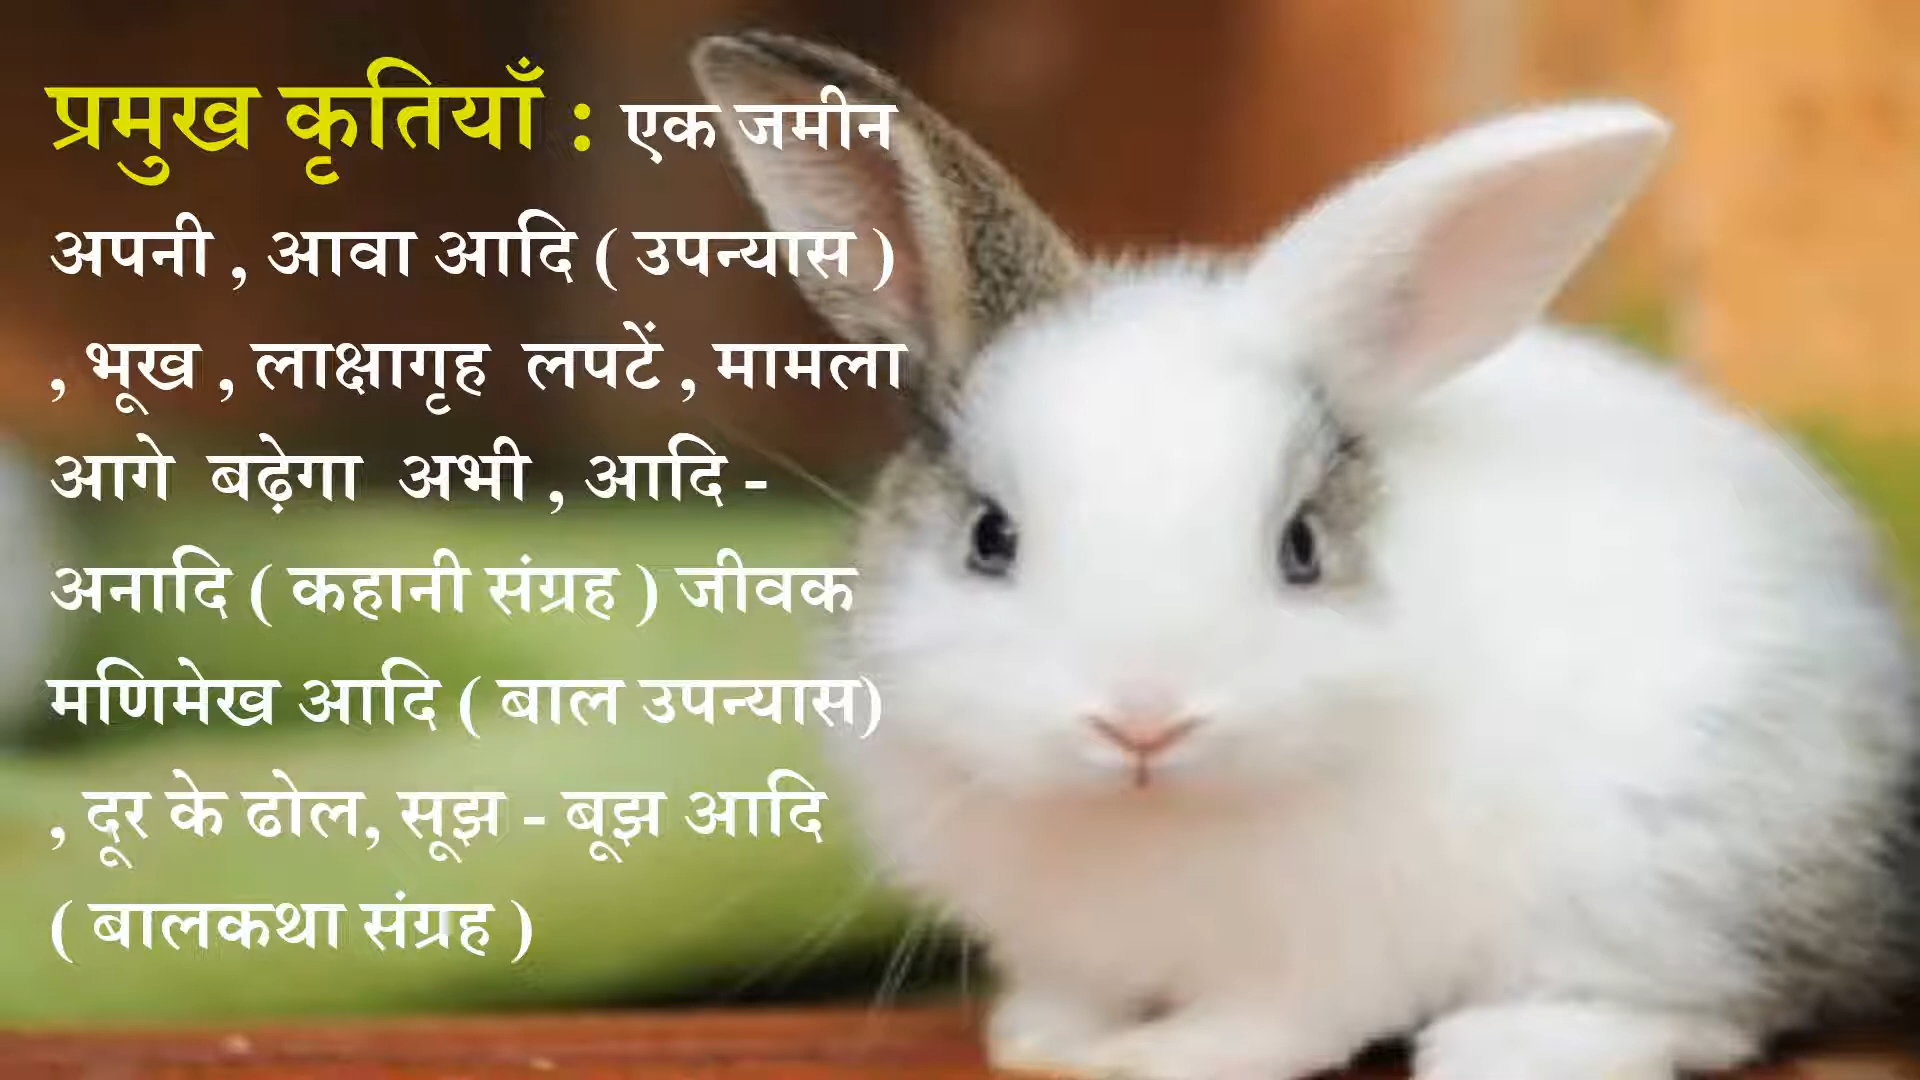 प्रमुख कृतियाँ : एक जमीन
अपनी , आवा आदि ( उपन्यास )
, भूख , लाक्षागृह लपटें , मामला
आगे बढ़ेगा अभी , आदि -
अनादि ( कहानी संग्रह ) जीवक
मणिमेख आदि ( बाल उपन्यास)
, दूर के ढोल, सूझ - बूझ आदि
( बालकथा संग्रह )